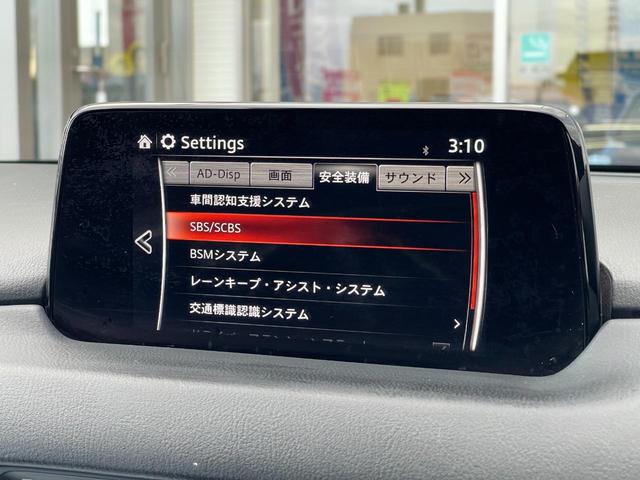 Settings
3:10
AD-Disp 画面 安全装備 サウンド
車間認知支援システム
SBS/SCBS
BSMシステム
レーンキープ・アシスト・システム
交通標識認識システム